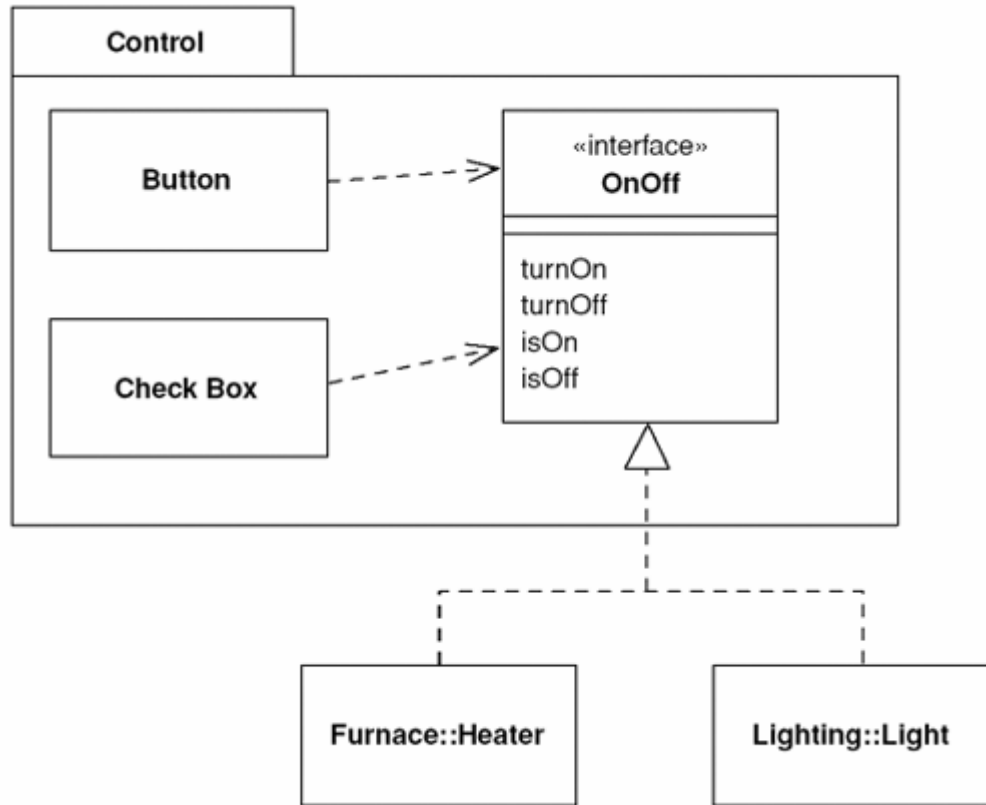 Control
Button
«interface»
OnOff
turnOn
turnOff
isOn
isOff
Check Box
Furnace::Heater
Lighting::Light